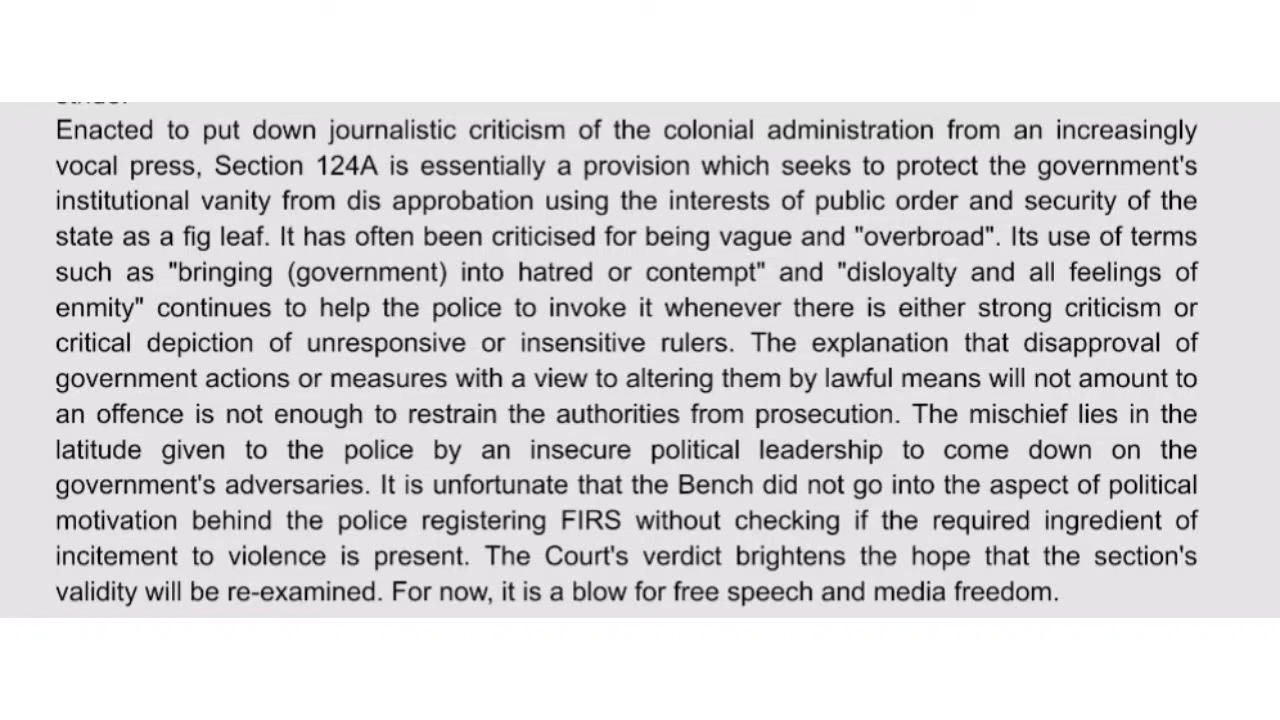 Enacted to put down journalistic criticism of the colonial administration from an increasingly
vocal press, Section 124A is essentially a provision which seeks to protect the government's
institutional vanity from dis approbation using the interests of public order and security of the
state as a fig leaf. It has often been criticised for being vague and "overbroad". Its use of terms
such as "bringing (government) into hatred or contempt" and "disloyalty and all feelings of
enmity" continues to help the police to invoke it whenever there is either strong criticism or
critical depiction of unresponsive or insensitive rulers. The explanation that disapproval of
government actions or measures with a view to altering them by lawful means will not amount to
an offence is not enough to restrain the authorities from prosecution. The mischief lies in the
latitude given to the police by an insecure political leadership to come down on the
government's adversaries. It is unfortunate that the Bench did not go into the aspect of political
motivation behind the police registering FIRS without checking if the required ingredient of
incitement to violence is present. The Court's verdict brightens the hope that the section's
validity will be re-examined. For now, it is a blow for free speech and media freedom.